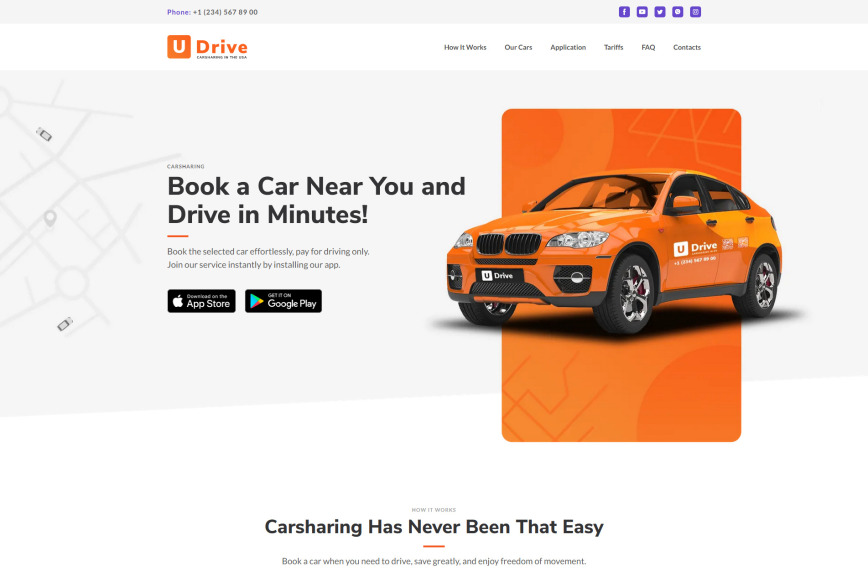 Phone: +1 (234) 567 89 00
U Drive
CARSHARING IN THE USA
How It Works
Our Cars
Application
Tariffs
FAQ
Contacts
CARSHARING
Book a Car Near You and
Drive in Minutes!
Book the selected car effortlessly, pay for driving only.
Join our service instantly by installing our app.
Download on the
App Store
GET IT ON
Google Play
U Drive
+1 (234) 567 89 00
U Drive
HOW IT WORKS
Carsharing Has Never Been That Easy
Book a car when you need to drive, save greatly, and enjoy freedom of movement.